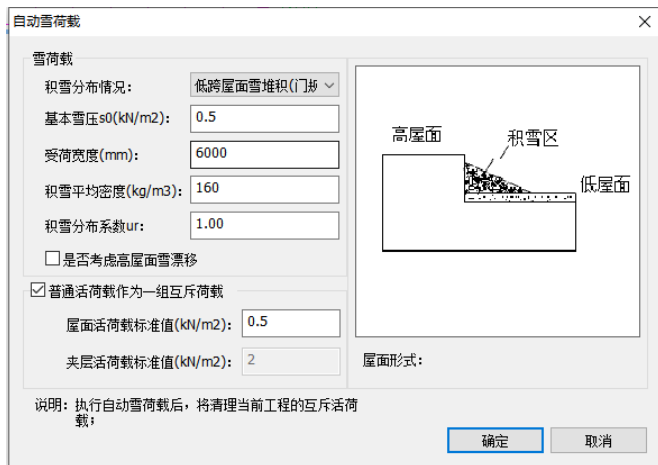 自动雪荷载
雪荷载
积雪分布情况：
低跨屋面雪堆积(门规
基本雪压s0(kN/m2)：
0.5
受荷宽度(mm)：
6000
积雪平均密度(kg/m3)：
160
积雪分布系数ur：
1.00
是否考虑高屋面雪漂移
普通活荷载作为一组互斥荷载
屋面活荷载标准值(kN/m2)：
0.5
夹层活荷载标准值(kN/m2)：
2
高屋面
积雪区
低屋面
屋面形式：
说明：执行自动雪荷载后，将清理当前工程的互斥活荷
载；
确定
取消